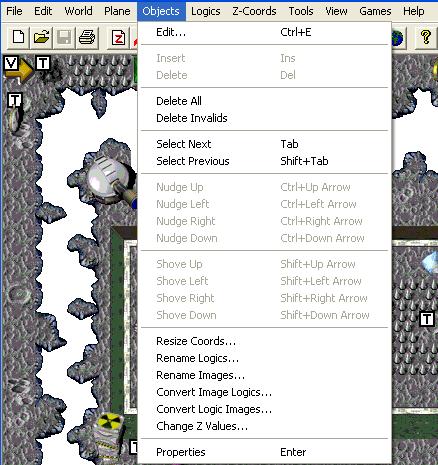 File Edit World Plane Objects Logics Z-Coords Tools View Games Help
Z ?
V T
T
Edit... Ctrl+E
Insert Ins
Delete Del
Delete All
Delete Invalids
Select Next Tab
Select Previous Shift+Tab
Nudge Up Ctrl+Up Arrow
Nudge Left Ctrl+Left Arrow
Nudge Right Ctrl+Right Arrow
Nudge Down Ctrl+Down Arrow
Shove Up Shift+Up Arrow
Shove Left Shift+Left Arrow
Shove Right Shift+Right Arrow
Shove Down Shift+Down Arrow
T
Resize Coords...
Rename Logics...
Rename Images...
Convert Image Logics...
Convert Logic Images...
Change Z Values...
T
Properties Enter